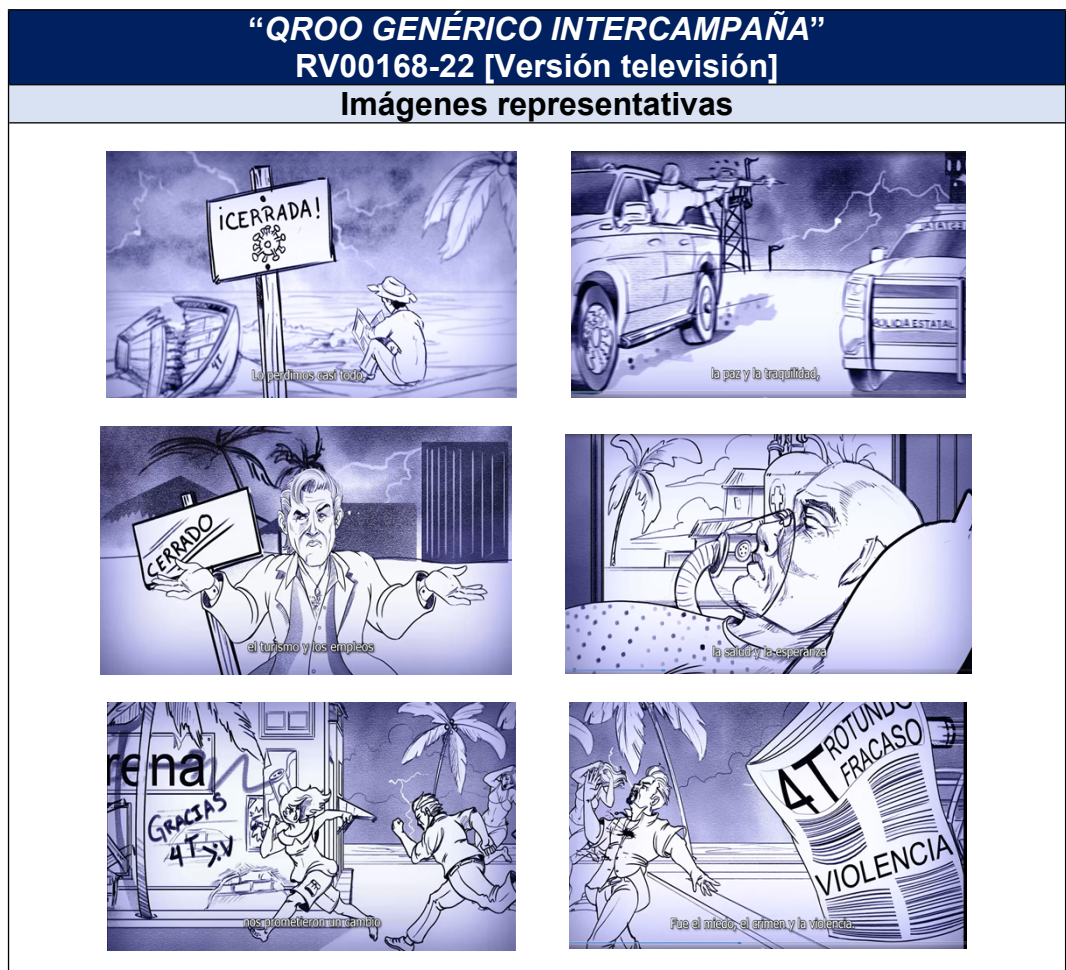 “QROO GENÉRICO INTERCAMPAÑA”
RV00168-22 [Versión televisión]
Imágenes representativas
¡CERRADA!
Lo perdimos casi todo,
POLICIA ESTATAL
la paz y la traquilidad,
CERRADO
el turismo y los empleos
la salud y la esperanza
rena
GRACIAS
4T
nos prometieron un cambio
4T ROTUNDO
FRACASO
VIOLENCIA
Fue el miedo, el crimen y la violencia.